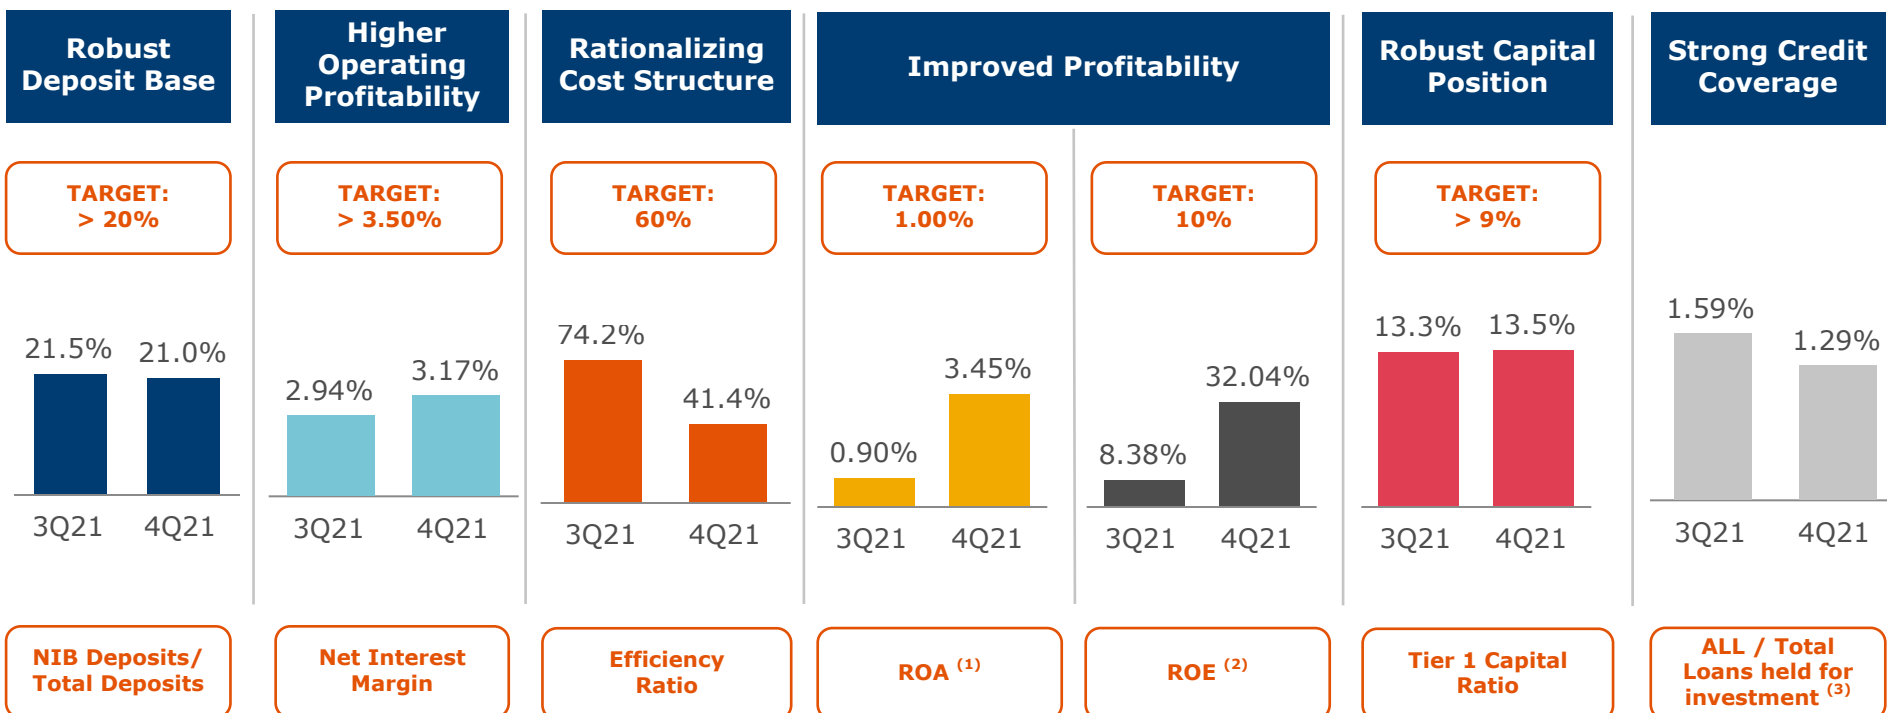 Robust
Deposit Base
Higher
Operating
Profitability
Rationalizing
Cost Structure
Improved Profitability
Robust Capital
Position
Strong Credit
Coverage
TARGET:
> 20%
TARGET:
> 3.50%
TARGET:
60%
TARGET:
1.00%
TARGET:
10%
TARGET:
> 9%
21.5%
21.0%
3Q21
4Q21
2.94%
3.17%
3Q21
4Q21
74.2%
41.4%
3Q21
4Q21
0.90%
3.45%
3Q21
4Q21
8.38%
32.04%
3Q21
4Q21
13.3%
13.5%
3Q21
4Q21
1.59%
1.29%
3Q21
4Q21
NIB Deposits/
Total Deposits
Net Interest
Margin
Efficiency
Ratio
ROA (1)
ROE (2)
Tier 1 Capital
Ratio
ALL / Total
Loans held for
investment (3)